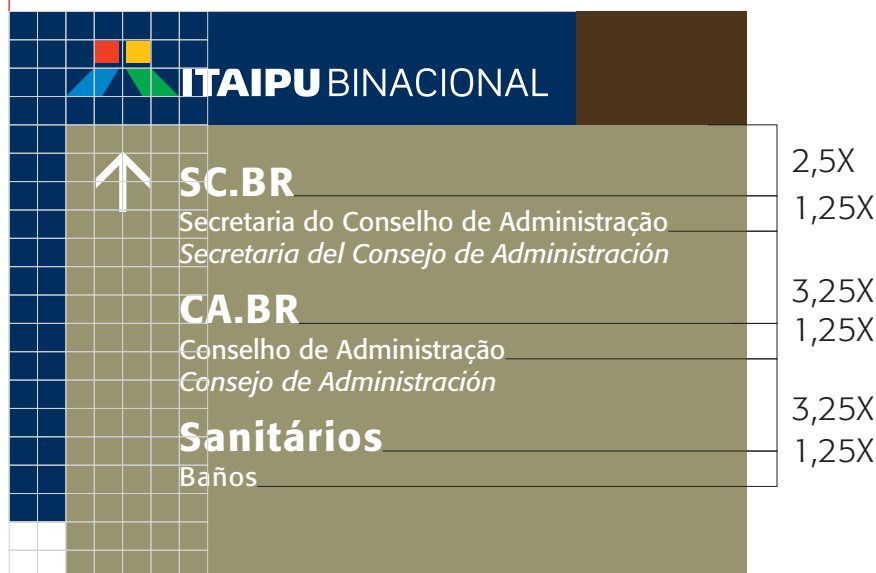 ITAIPU BINACIONAL
SC.BR
Secretaria do Conselho de Administração
Secretaria del Consejo de Administración
CA.BR
Conselho de Administração
Consejo de Administración
Sanitários
Baños
2,5X
1,25X
3,25X
1,25X
3,25X
1,25X